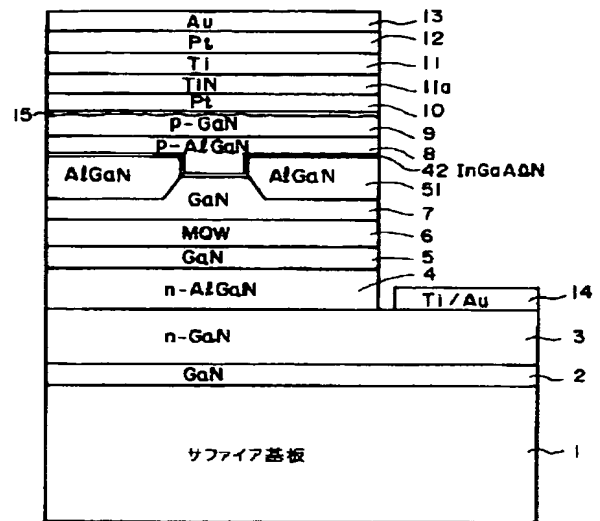 Au 13
Pt 12
Ti 11
TiN 11a
Pt 10
15
p-GaN 9
p-AlGaN 8
42 InGaAlN
AlGaN AlGaN 51
GaN 7
MQW 6
GaN 5
n-AlGaN 4
Ti/Au 14
n-GaN 3
GaN 2
サファイア基板 1